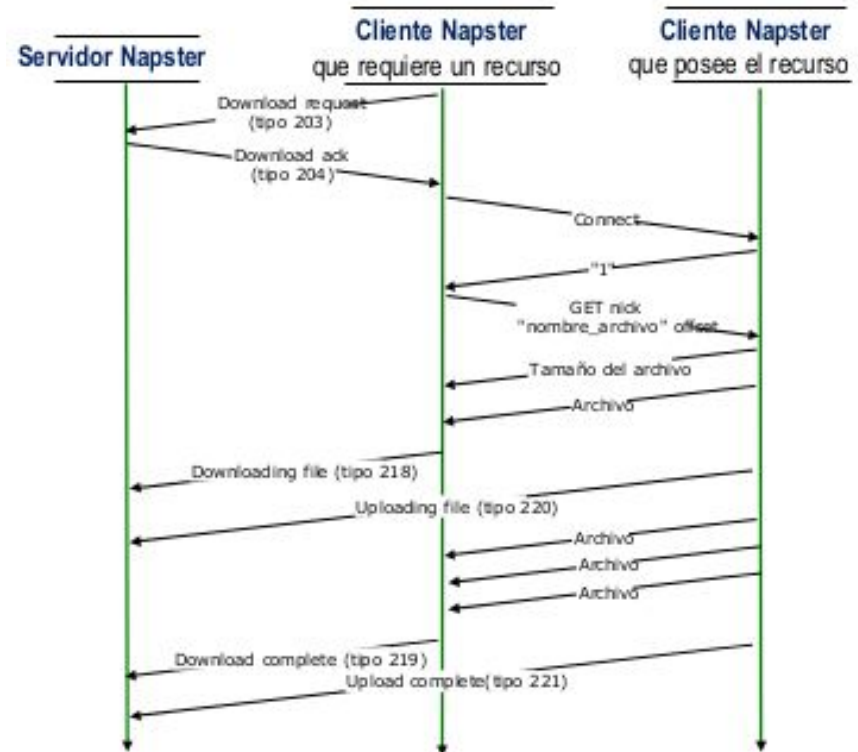 Servidor Napster
Cliente Napster
que requiere un recurso
Cliente Napster
que posee el recurso
Download request
(tipo 203)
Download ack
(tipo 204)
Connect
"1"
GET nick
"nombre_archivo" offset
Tamaño del archivo
Archivo
Downloading file (tipo 218)
Uploading file (tipo 220)
Archivo
Archivo
Archivo
Download complete (tipo 219)
Upload complete(tipo 221)